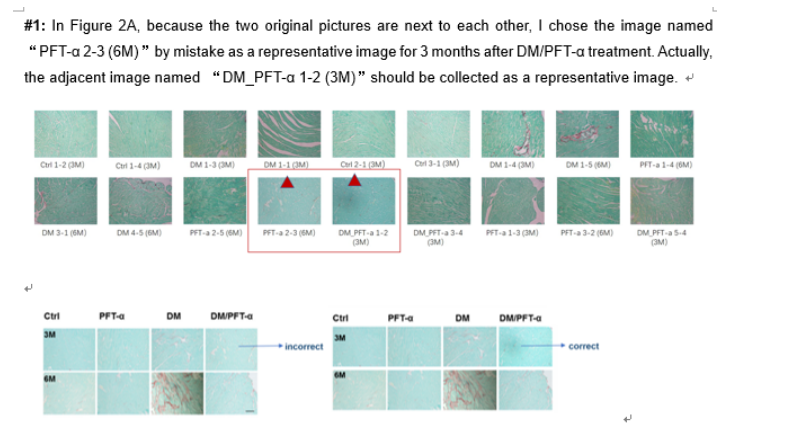 #1: In Figure 2A, because the two original pictures are next to each other, I chose the image named
“PFT-α 2-3 (6M)” by mistake as a representative image for 3 months after DM/PFT-α treatment. Actually,
the adjacent image named “DM_PFT-α 1-2 (3M)” should be collected as a representative image.
Ctrl 1-2 (3M) Ctrl 1-4 (3M) DM 1-3 (3M) DM 1-1 (3M) Ctrl 2-1 (3M) Ctrl 3-1 (3M) DM 1-4 (3M) DM 1-5 (6M) PFT-a 1-4 (6M)
DM 3-1 (6M) DM 4-5 (6M) PFT-a 2-5 (6M) PFT-a 2-3 (6M) DM_PFT-a 1-2 DM_PFT-a 3-4 PFT-a 1-3 (3M) PFT-a 3-2 (6M) DM_PFT-a 5-4
(3M) (3M) (3M)
Ctrl PFT-α DM DM/PFT-α Ctrl PFT-α DM DM/PFT-α
3M 3M
incorrect correct
6M 6M